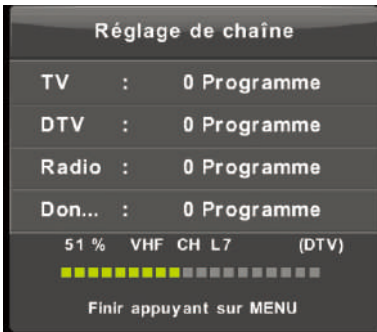 Réglage de chaîne
TV : 0 Programme
DTV : 0 Programme
Radio : 0 Programme
Don... : 0 Programme
51 % VHF CH L7 (DTV)
Finir appuyant sur MENU